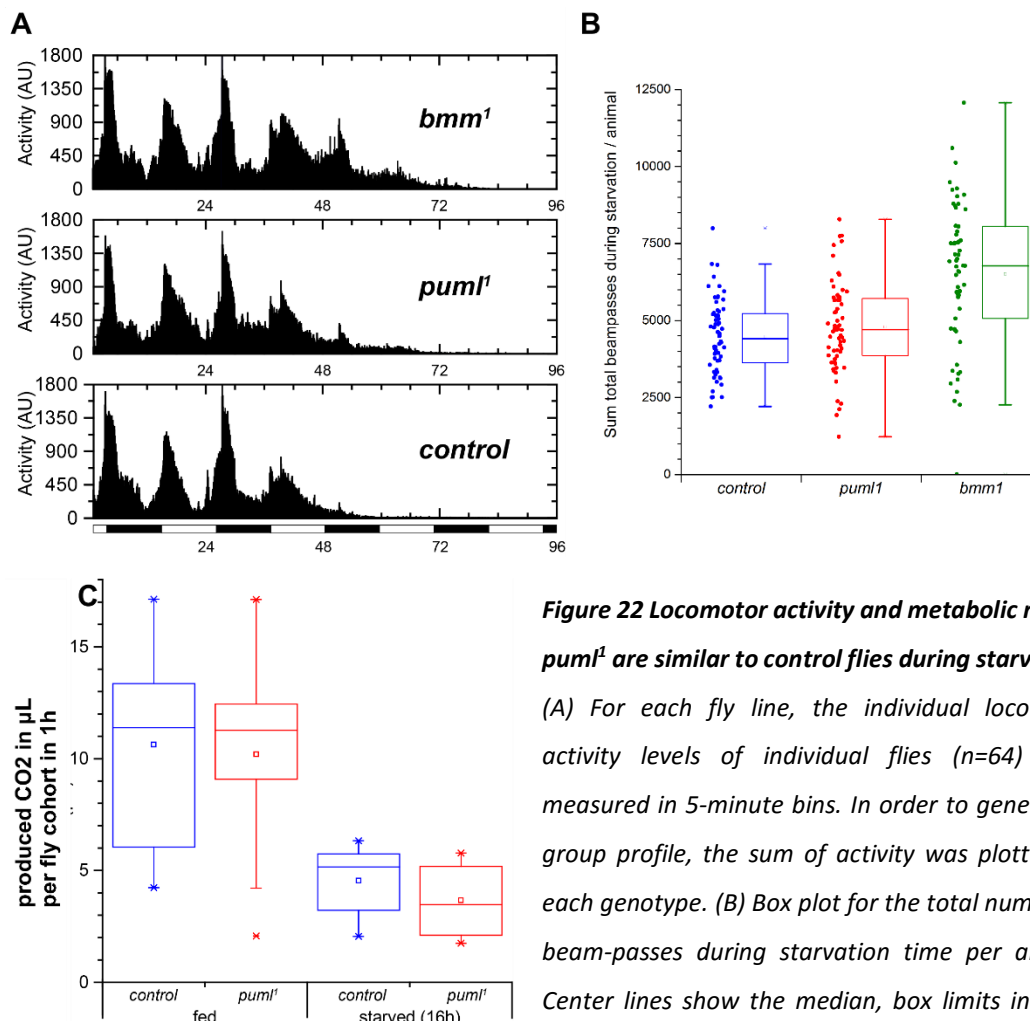 A
1800
1350
900
450
0
Activity (AU)
bmm¹
24
48
72
96
1800
1350
900
450
0
Activity (AU)
puml¹
24
48
72
96
1800
1350
900
450
0
Activity (AU)
control
24
48
72
96
B
12500
10000
7500
5000
2500
0
Sum total beampasses during starvation / animal
control
puml1
bmm1
C
15
10
5
0
produced CO2 in µL
per fly cohort in 1h
control
puml¹
control
puml¹
fed
starved (16h)
Figure 22 Locomotor activity and metabolic
puml¹ are similar to control flies during
(A) For each fly line, the individual
activity levels of individual flies (n=64)
measured in 5-minute bins. In order to
group profile, the sum of activity was
each genotype. (B) Box plot for the total
beam-passes during starvation time per
Center lines show the median, box limits